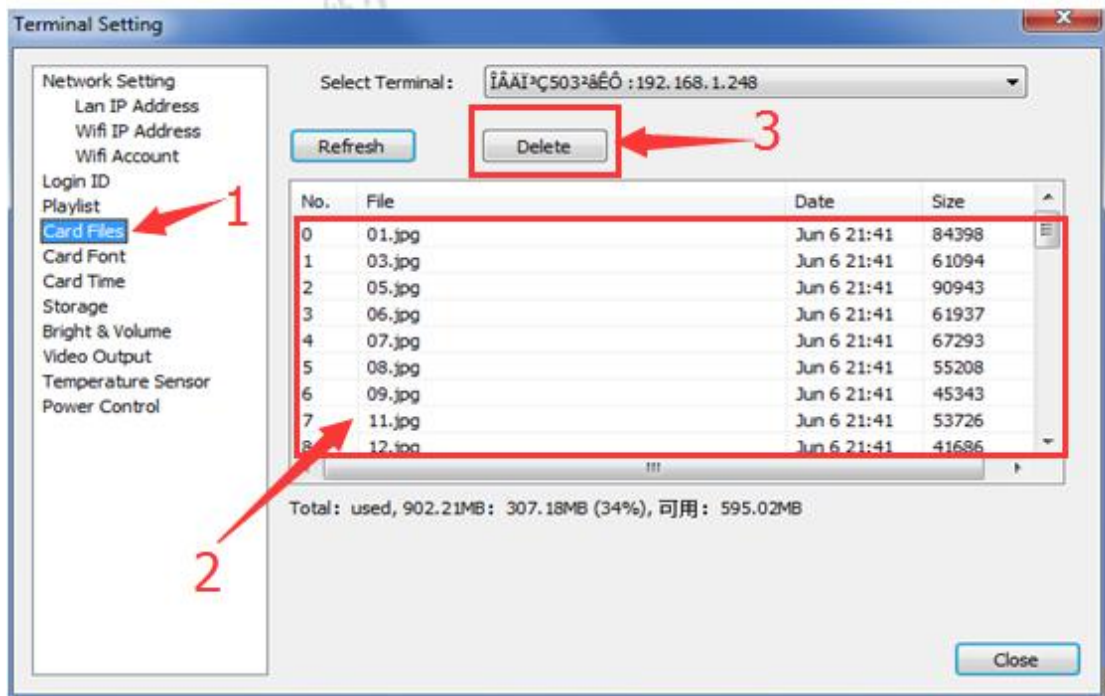 Terminal Setting
Network Setting
Lan IP Address
Wifi IP Address
Wifi Account
Login ID
Playlist
Card Files
Card Font
Card Time
Storage
Bright & Volume
Video Output
Temperature Sensor
Power Control
1
Select Terminal: ÎÂÄϳÇ503²âÊÔ :192.168.1.248
Refresh Delete 3
No. File Date Size
0 01.jpg Jun 6 21:41 84398
1 03.jpg Jun 6 21:41 61094
2 05.jpg Jun 6 21:41 90943
3 06.jpg Jun 6 21:41 61937
4 07.jpg Jun 6 21:41 67293
5 08.jpg Jun 6 21:41 55208
6 09.jpg Jun 6 21:41 45343
7 11.jpg Jun 6 21:41 53726
8 12.jpg Jun 6 21:41 41686
2
Total: used, 902.21MB: 307.18MB (34%), 可用: 595.02MB
Close